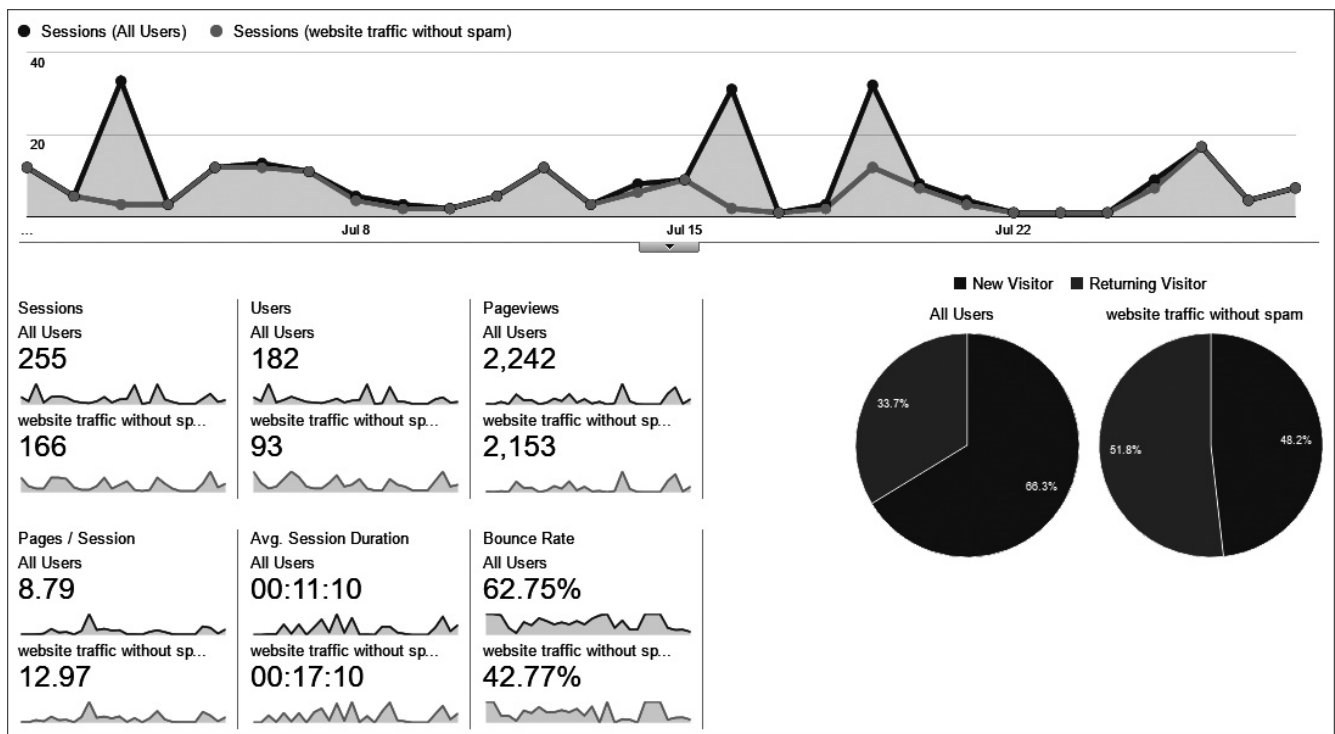 Sessions (All Users) Sessions (website traffic without spam)
40
20
... Jul 8 Jul 15 Jul 22
New Visitor Returning Visitor
All Users website traffic without spam
33.7% 66.3% 51.8% 48.2%
Sessions
All Users
255
website traffic without sp...
166
Users
All Users
182
website traffic without sp...
93
Pageviews
All Users
2,242
website traffic without sp...
2,153
Pages / Session
All Users
8.79
website traffic without sp...
12.97
Avg. Session Duration
All Users
00:11:10
website traffic without sp...
00:17:10
Bounce Rate
All Users
62.75%
website traffic without sp...
42.77%